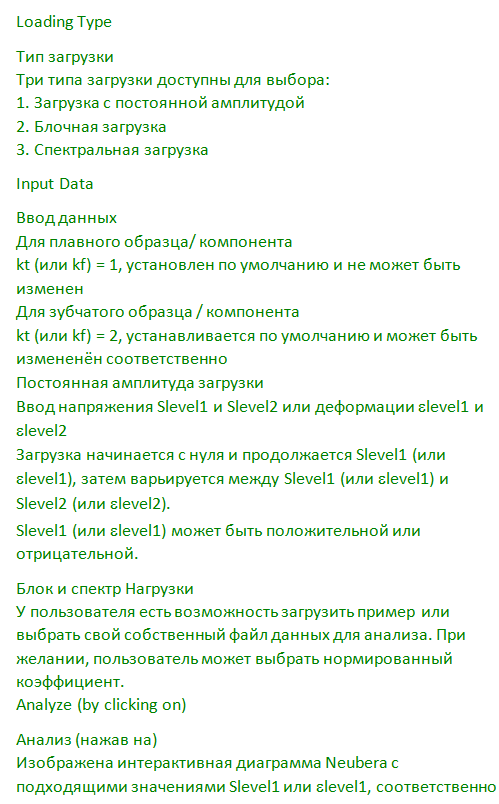 Loading Type
Тип загрузки
Три типа загрузки доступны для выбора:
1. Загрузка с постоянной амплитудой
2. Блочная загрузка
3. Спектральная загрузка
Input Data
Ввод данных
Для плавного образца/ компонента
kt (или kf) = 1, установлен по умолчанию и не может быть
изменен
Для зубчатого образца / компонента
kt (или kf) = 2, устанавливается по умолчанию и может быть
измененён соответственно
Постоянная амплитуда загрузки
Ввод напряжения Slevel1 и Slevel2 или деформации εlevel1 и
εlevel2
Загрузка начинается с нуля и продолжается Slevel1 (или
εlevel1), затем варьируется между Slevel1 (или εlevel1) и
Slevel2 (или εlevel2).
Slevel1 (или εlevel1) может быть положительной или
отрицательной.
Блок и спектр Нагрузки
У пользователя есть возможность загрузить пример или
выбрать свой собственный файл данных для анализа. При
желании, пользователь может выбрать нормированный
коэффициент.
Analyze (by clicking on)
Анализ (нажав на)
Изображена интерактивная диаграмма Neubera с
подходящими значениями Slevel1 или εlevel1, соответственно